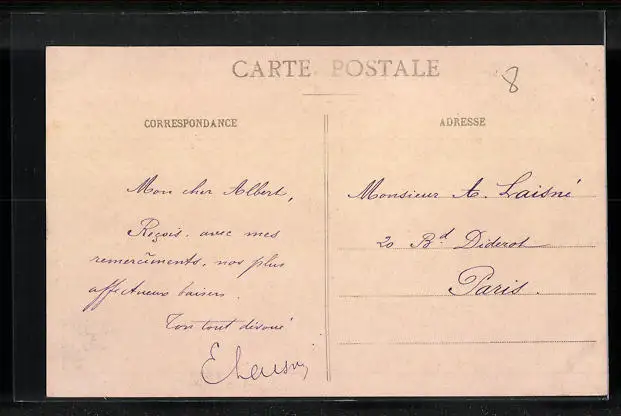 CARTE POSTALE
8
CORRESPONDANCE
ADRESSE
Mon cher Albert,
Reçois, avec mes
remerciments, nos plus
affectueux baisers.
Ton tout dévoué
Monsieur A. Laisné
20 Bd Diderot
Paris.